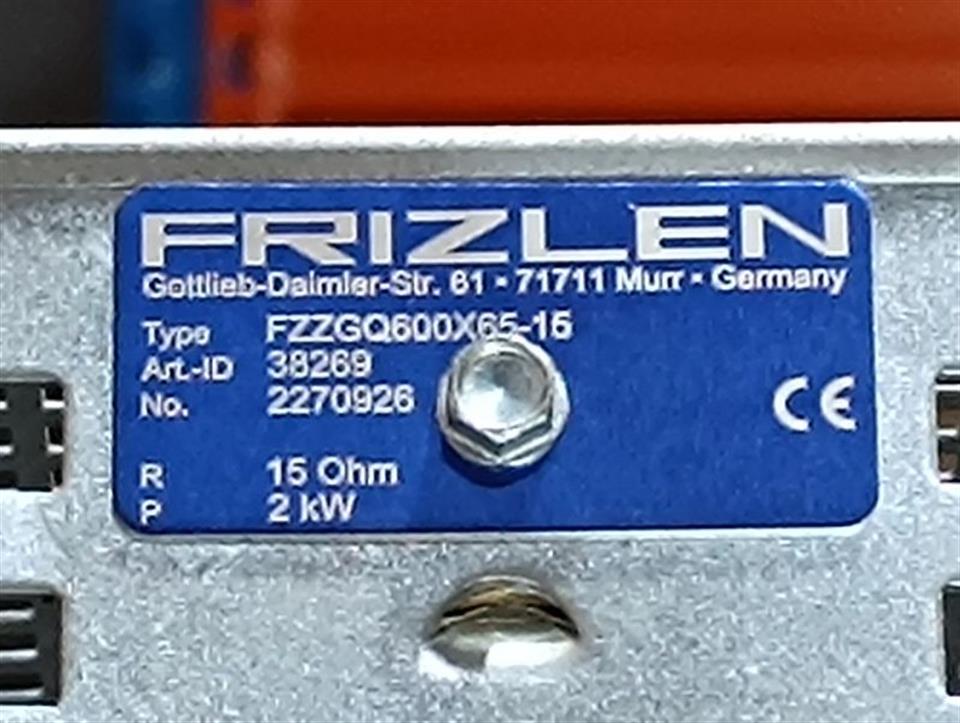 FRIZLEN
Gottlieb-Daimler-Str. 61 • 71711 Murr • Germany
Type FZZGQ600X65-15
Art.-ID 38269
No. 2270926
CE
R 15 Ohm
P 2 kW